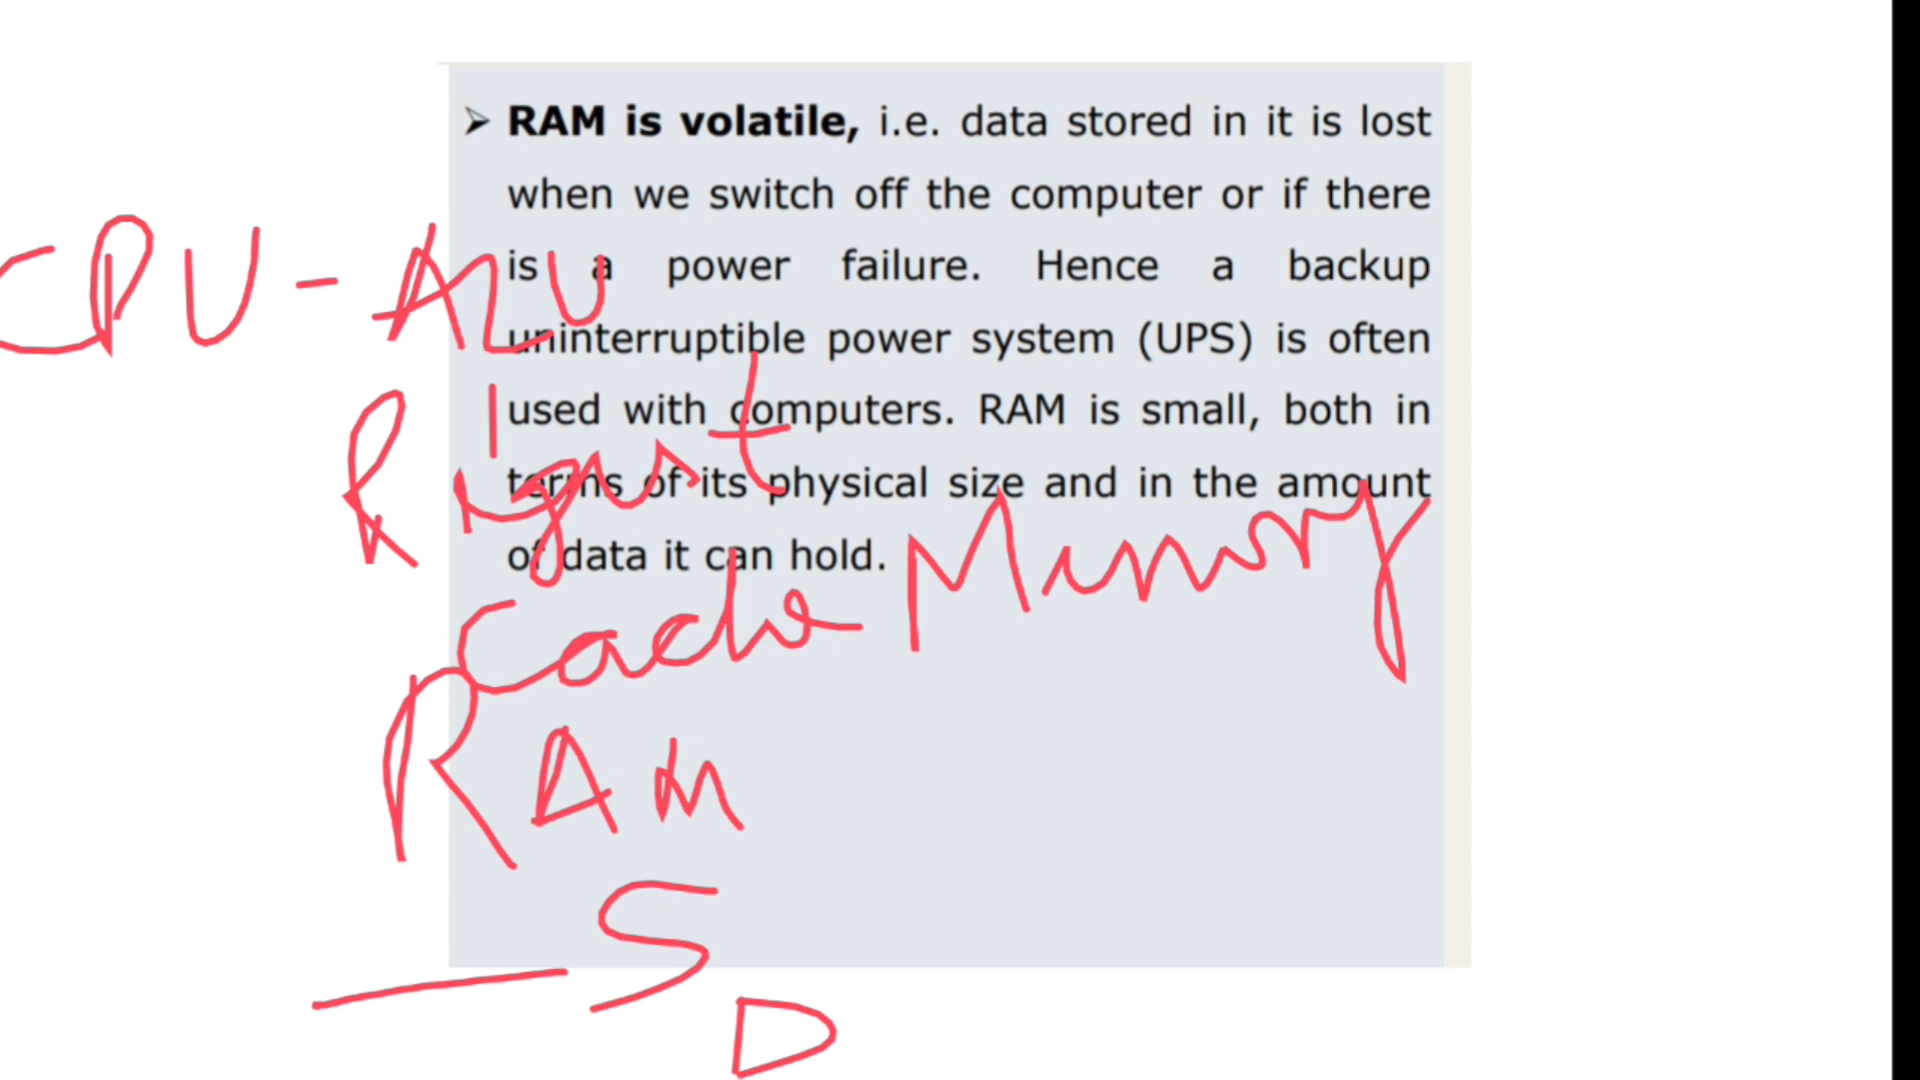 ➢ RAM is volatile, i.e. data stored in it is lost
when we switch off the computer or if there
is a power failure. Hence a backup
uninterruptible power system (UPS) is often
used with computers. RAM is small, both in
terms of its physical size and in the amount
of data it can hold.
CPU - ALU
Cache Memory
RAM
S
D